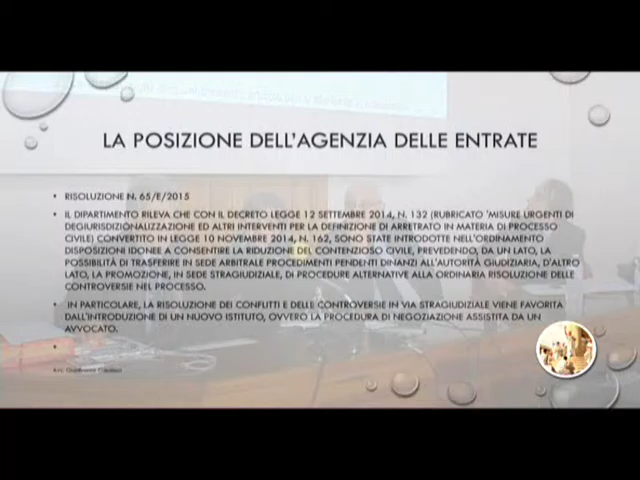 LA POSIZIONE DELL'AGENZIA DELLE ENTRATE
• RISOLUZIONE N. 65/E/2015
• IL DIPARTIMENTO RILEVA CHE CON IL DECRETO LEGGE 12 SETTEMBRE 2014, N. 132 (RUBRICATO 'MISURE URGENTI DI
DEGIURISDIZIONALIZZAZIONE ED ALTRI INTERVENTI PER LA DEFINIZIONE DI ARRETRATO IN MATERIA DI PROCESSO
CIVILE) CONVERTITO IN LEGGE 10 NOVEMBRE 2014, N. 162, SONO STATE INTRODOTTE NELL'ORDINAMENTO
DISPOSIZIONI IDONEE A CONSENTIRE LA RIDUZIONE DEL CONTENZIOSO CIVILE, PREVEDENDO, DA UN LATO, LA
POSSIBILITÀ DI TRASFERIRE IN SEDE ARBITRALE PROCEDIMENTI PENDENTI DINANZI ALL'AUTORITÀ GIUDIZIARIA, D'ALTRO
LATO, LA PROMOZIONE, IN SEDE STRAGIUDIZIALE, DI PROCEDURE ALTERNATIVE ALLA ORDINARIA RISOLUZIONE DELLE
CONTROVERSIE NEL PROCESSO.
• IN PARTICOLARE, LA RISOLUZIONE DEI CONFLITTI E DELLE CONTROVERSIE IN VIA STRAGIUDIZIALE VIENE FAVORITA
DALL'INTRODUZIONE DI UN NUOVO ISTITUTO, OVVERO LA PROCEDURA DI NEGOZIAZIONE ASSISTITA DA UN
AVVOCATO.
•